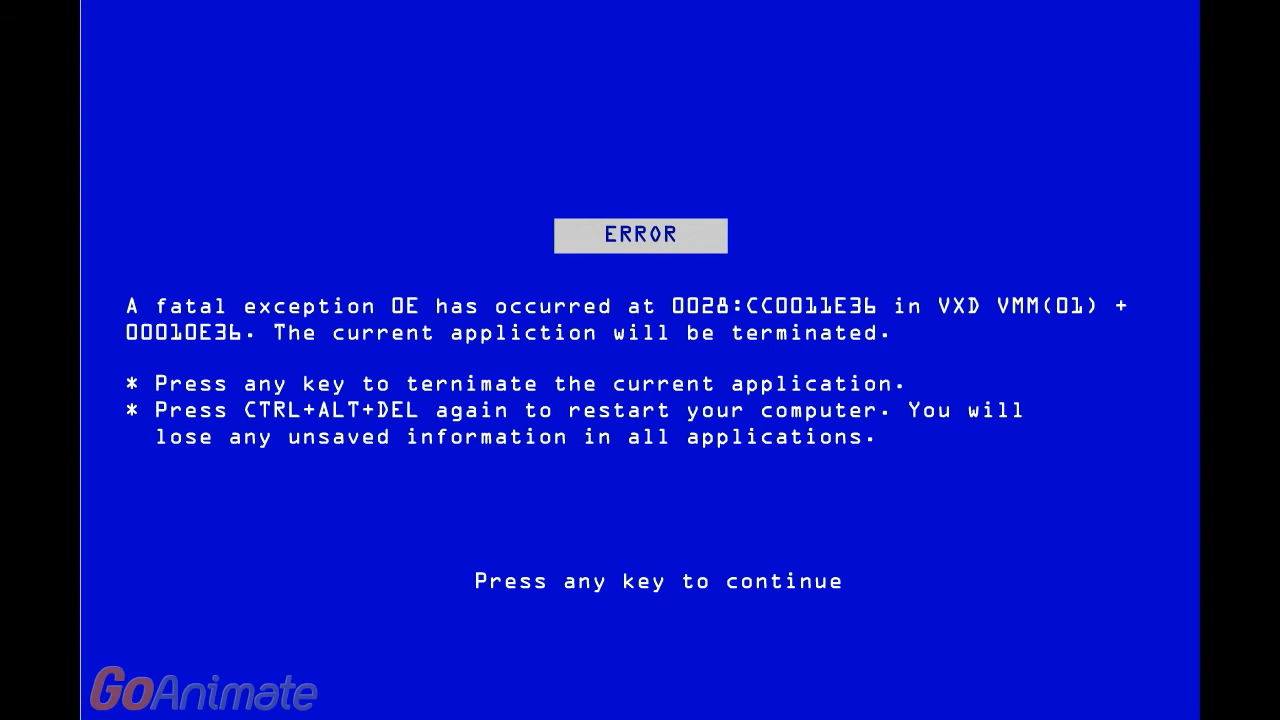 ERROR
A fatal exception OE has occurred at 0028:CC0011E36 in VXD VMM(01) +
00010E36. The current appliction will be terminated.
* Press any key to ternimate the current application.
* Press CTRL+ALT+DEL again to restart your computer. You will
lose any unsaved information in all applications.
Press any key to continue
GoAnimate